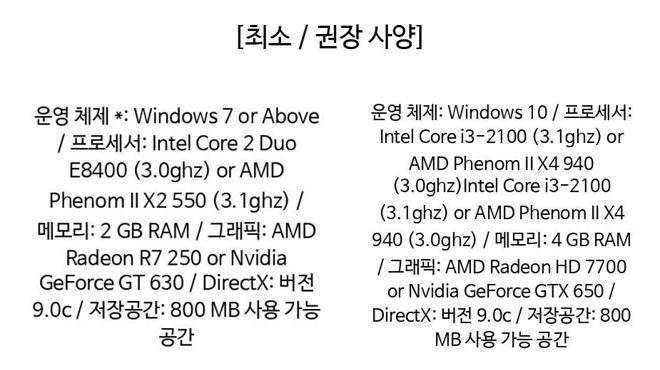 [최소 / 권장 사양]
운영 체제 *: Windows 7 or Above
/ 프로세서: Intel Core 2 Duo
E8400 (3.0ghz) or AMD
Phenom II X2 550 (3.1ghz) /
메모리: 2 GB RAM / 그래픽: AMD
Radeon R7 250 or Nvidia
GeForce GT 630 / DirectX: 버전
9.0c / 저장공간: 800 MB 사용 가능
공간
운영 체제: Windows 10 / 프로세서:
Intel Core i3-2100 (3.1ghz) or
AMD Phenom II X4 940
(3.0ghz)Intel Core i3-2100
(3.1ghz) or AMD Phenom II X4
940 (3.0ghz) / 메모리: 4 GB RAM
/ 그래픽: AMD Radeon HD 7700
or Nvidia GeForce GTX 650 /
DirectX: 버전 9.0c / 저장공간: 800
MB 사용 가능 공간